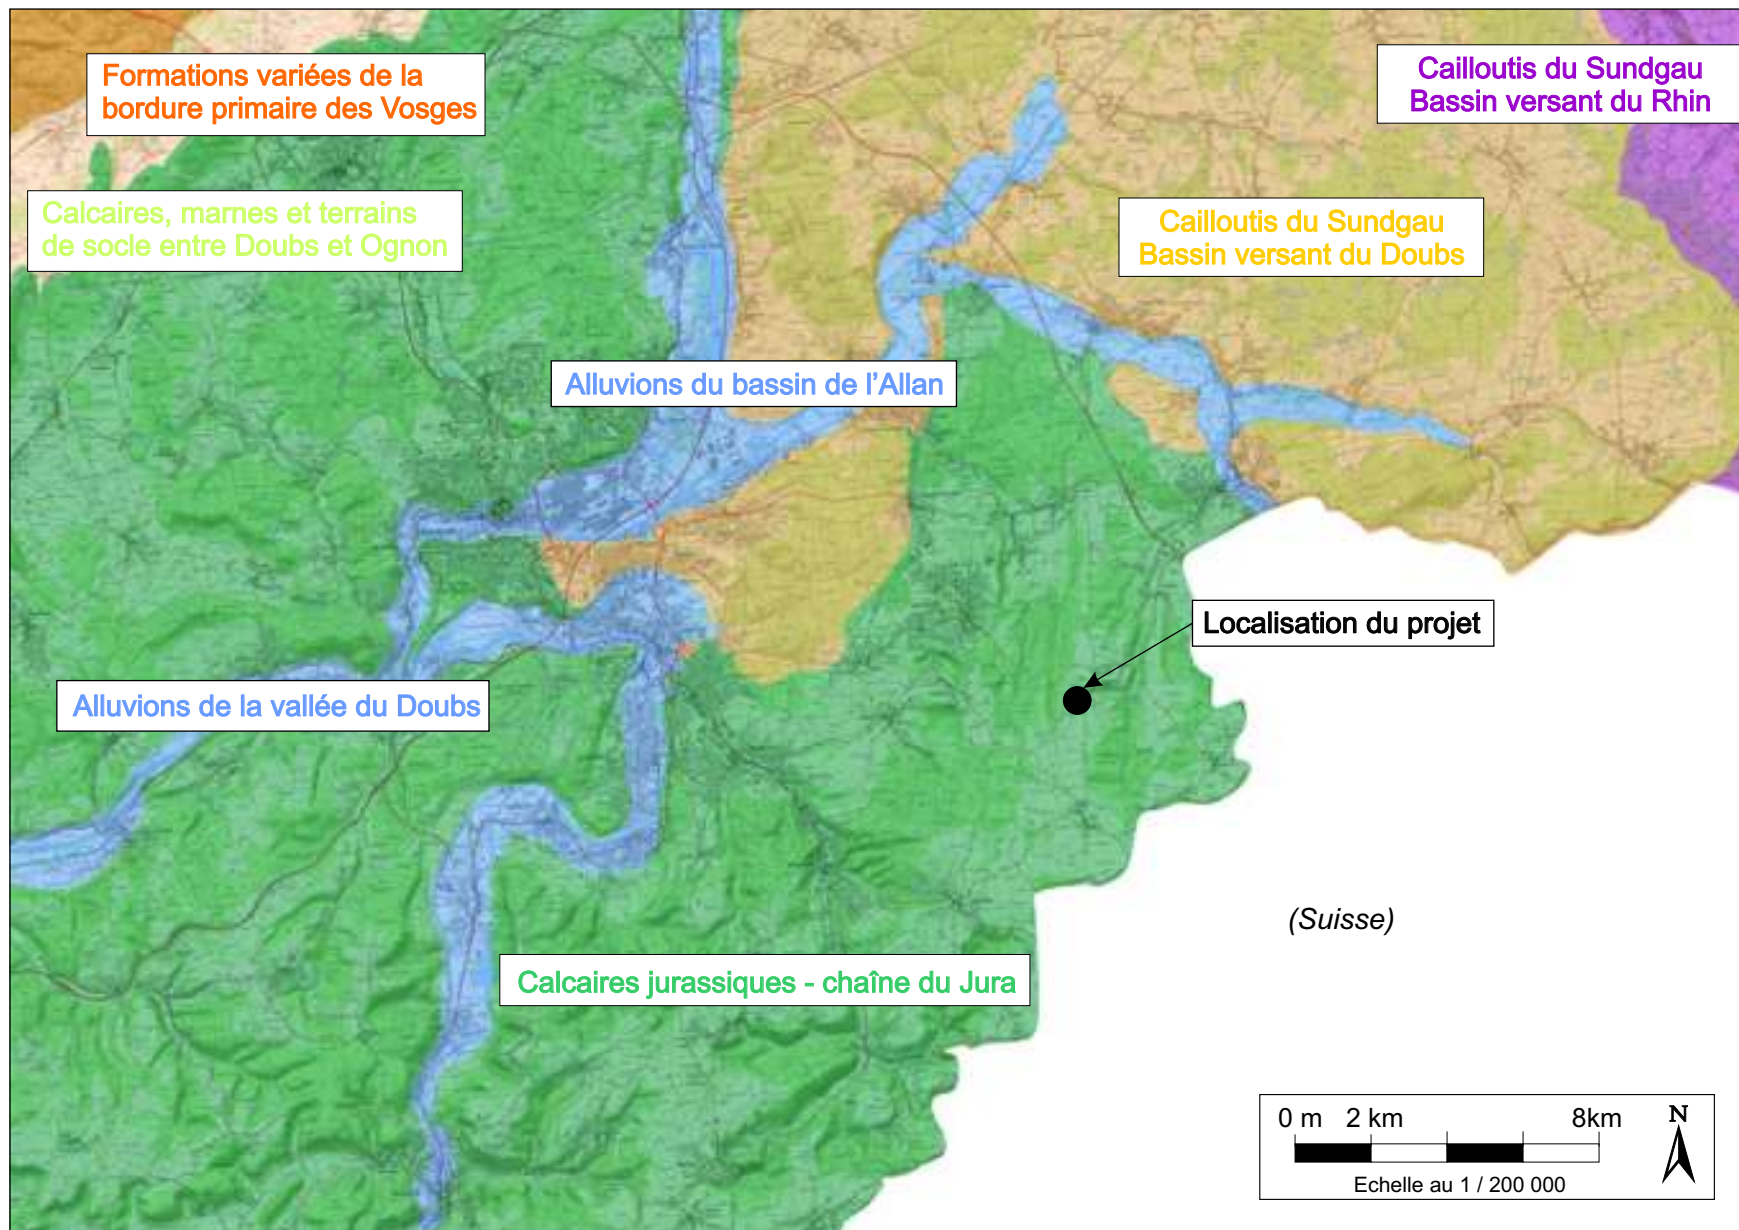 Formations variées de la
bordure primaire des Vosges
Cailloutis du Sundgau
Bassin versant du Rhin
Calcaires, marnes et terrains
de socle entre Doubs et Ognon
Cailloutis du Sundgau
Bassin versant du Doubs
Alluvions du bassin de l'Allan
Localisation du projet
Alluvions de la vallée du Doubs
(Suisse)
Calcaires jurassiques - chaîne du Jura
0 m 2 km 8km
N
Echelle au 1 / 200 000